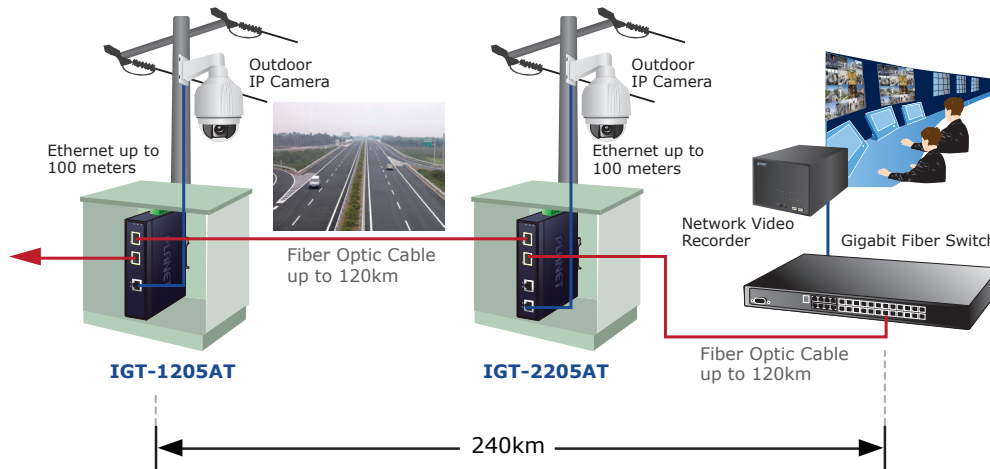 Outdoor
IP Camera
Ethernet up to
100 meters
PLANET
Fiber Optic Cable
up to 120km
IGT-1205AT
Outdoor
IP Camera
Ethernet up to
100 meters
PLANET
IGT-2205AT
Network Video
Recorder
Gigabit Fiber Switch
Fiber Optic Cable
up to 120km
240km